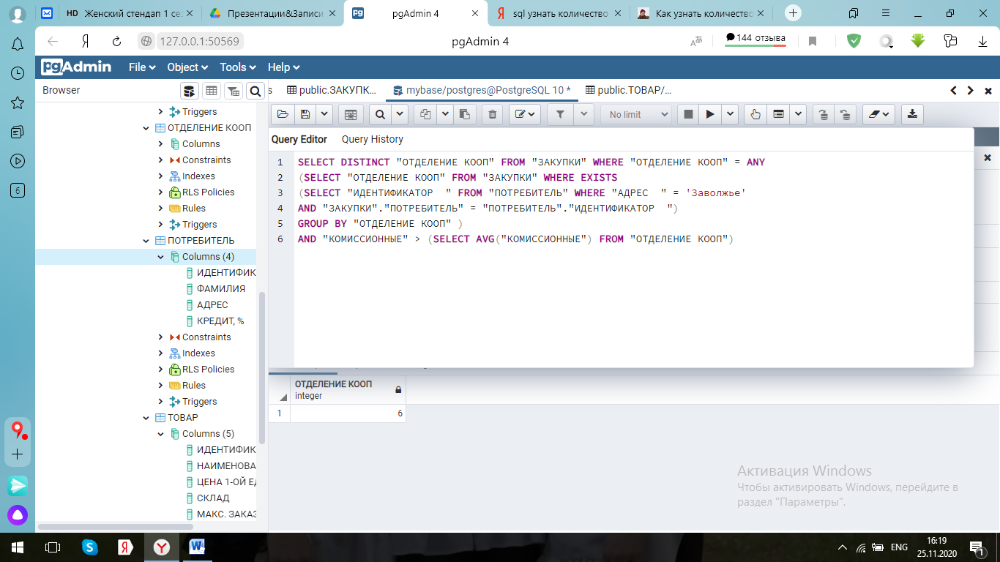 HD Женский стендап 1 сез
Презентации&Записи
pgAdmin 4
sql узнать количество
Как узнать количество
127.0.0.1:50569
pgAdmin 4
144 отзыва
pgAdmin
File
Object
Tools
Help
Browser
s
public.ЗАКУПК...
mybase/postgres@PostgreSQL 10 *
public.ТОВАР/...
No limit
Triggers
ОТДЕЛЕНИЕ КООП
Columns
Constraints
Indexes
RLS Policies
Rules
Triggers
ПОТРЕБИТЕЛЬ
Columns (4)
ИДЕНТИФИК
ФАМИЛИЯ
АДРЕС
КРЕДИТ, %
Constraints
Indexes
RLS Policies
Rules
Triggers
ТОВАР
Columns (5)
ИДЕНТИФИК
НАИМЕНОВА
ЦЕНА 1-ОЙ ЕД
СКЛАД
МАКС. ЗАКАЗ
Query Editor
Query History
1 SELECT DISTINCT "ОТДЕЛЕНИЕ КООП" FROM "ЗАКУПКИ" WHERE "ОТДЕЛЕНИЕ КООП" = ANY
2 (SELECT "ОТДЕЛЕНИЕ КООП" FROM "ЗАКУПКИ" WHERE EXISTS
3 (SELECT "ИДЕНТИФИКАТОР  " FROM "ПОТРЕБИТЕЛЬ" WHERE "АДРЕС  " = 'Заволжье'
4 AND "ЗАКУПКИ"."ПОТРЕБИТЕЛЬ" = "ПОТРЕБИТЕЛЬ"."ИДЕНТИФИКАТОР  ")
5 GROUP BY "ОТДЕЛЕНИЕ КООП" )
6 AND "КОМИССИОННЫЕ" > (SELECT AVG("КОМИССИОННЫЕ") FROM "ОТДЕЛЕНИЕ КООП")
ОТДЕЛЕНИЕ КООП
integer
1 6
Активация Windows
Чтобы активировать Windows, перейдите в
раздел "Параметры".
6
ENG
16:19
25.11.2020
1